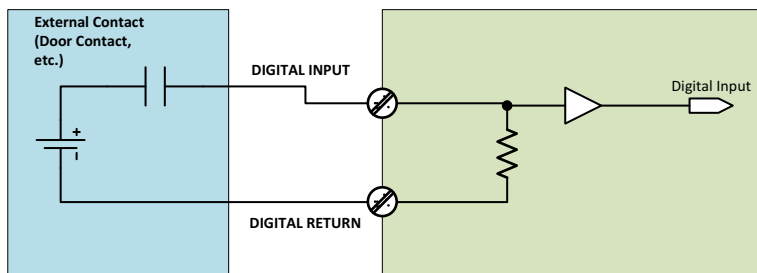 External Contact
(Door Contact,
etc.)
DIGITAL INPUT
Digital Input
+
DIGITAL RETURN